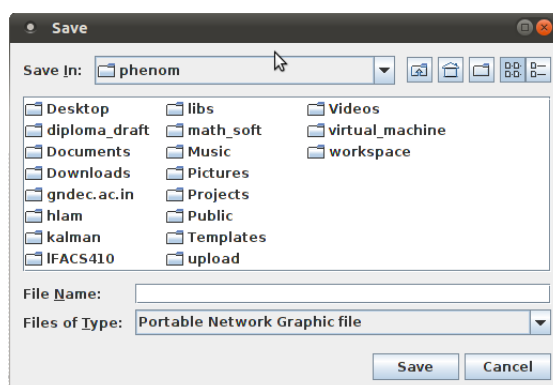 Save
Save In: phenom
Desktop libs Videos
diploma_draft math_soft virtual_machine
Documents Music workspace
Downloads Pictures
gndec.ac.in Projects
hlam Public
kalman Templates
IFACS410 upload
File Name:
Files of Type: Portable Network Graphic file
Save Cancel